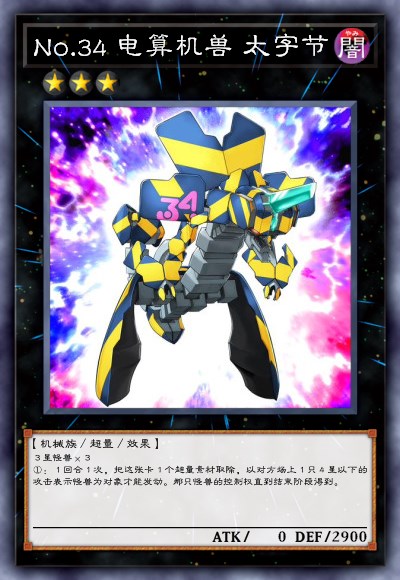 No.34 电算机兽 太字节
闇
やみ
34
【机械族/超量/效果】
3星怪兽×3
①：1回合1次，把这张卡1个超量素材取除，以对方场上1只4星以下的
攻击表示怪兽为对象才能发动。那只怪兽的控制权直到结束阶段得到。
ATK/ 0 DEF/2900